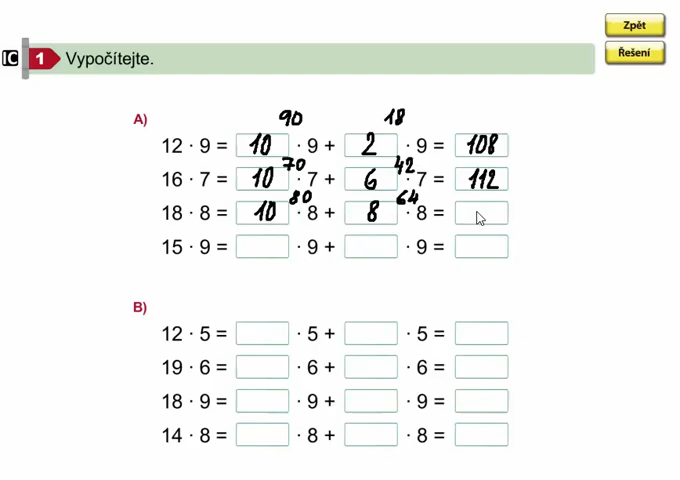 Zpět
Řešení
IC 1 Vypočítejte.
A)
90 18
12 · 9 = 10 · 9 + 2 · 9 = 108
70 42
16 · 7 = 10 · 7 + 6 · 7 = 112
80 64
18 · 8 = 10 · 8 + 8 · 8 =
15 · 9 = · 9 + · 9 =
B)
12 · 5 = · 5 + · 5 =
19 · 6 = · 6 + · 6 =
18 · 9 = · 9 + · 9 =
14 · 8 = · 8 + · 8 =